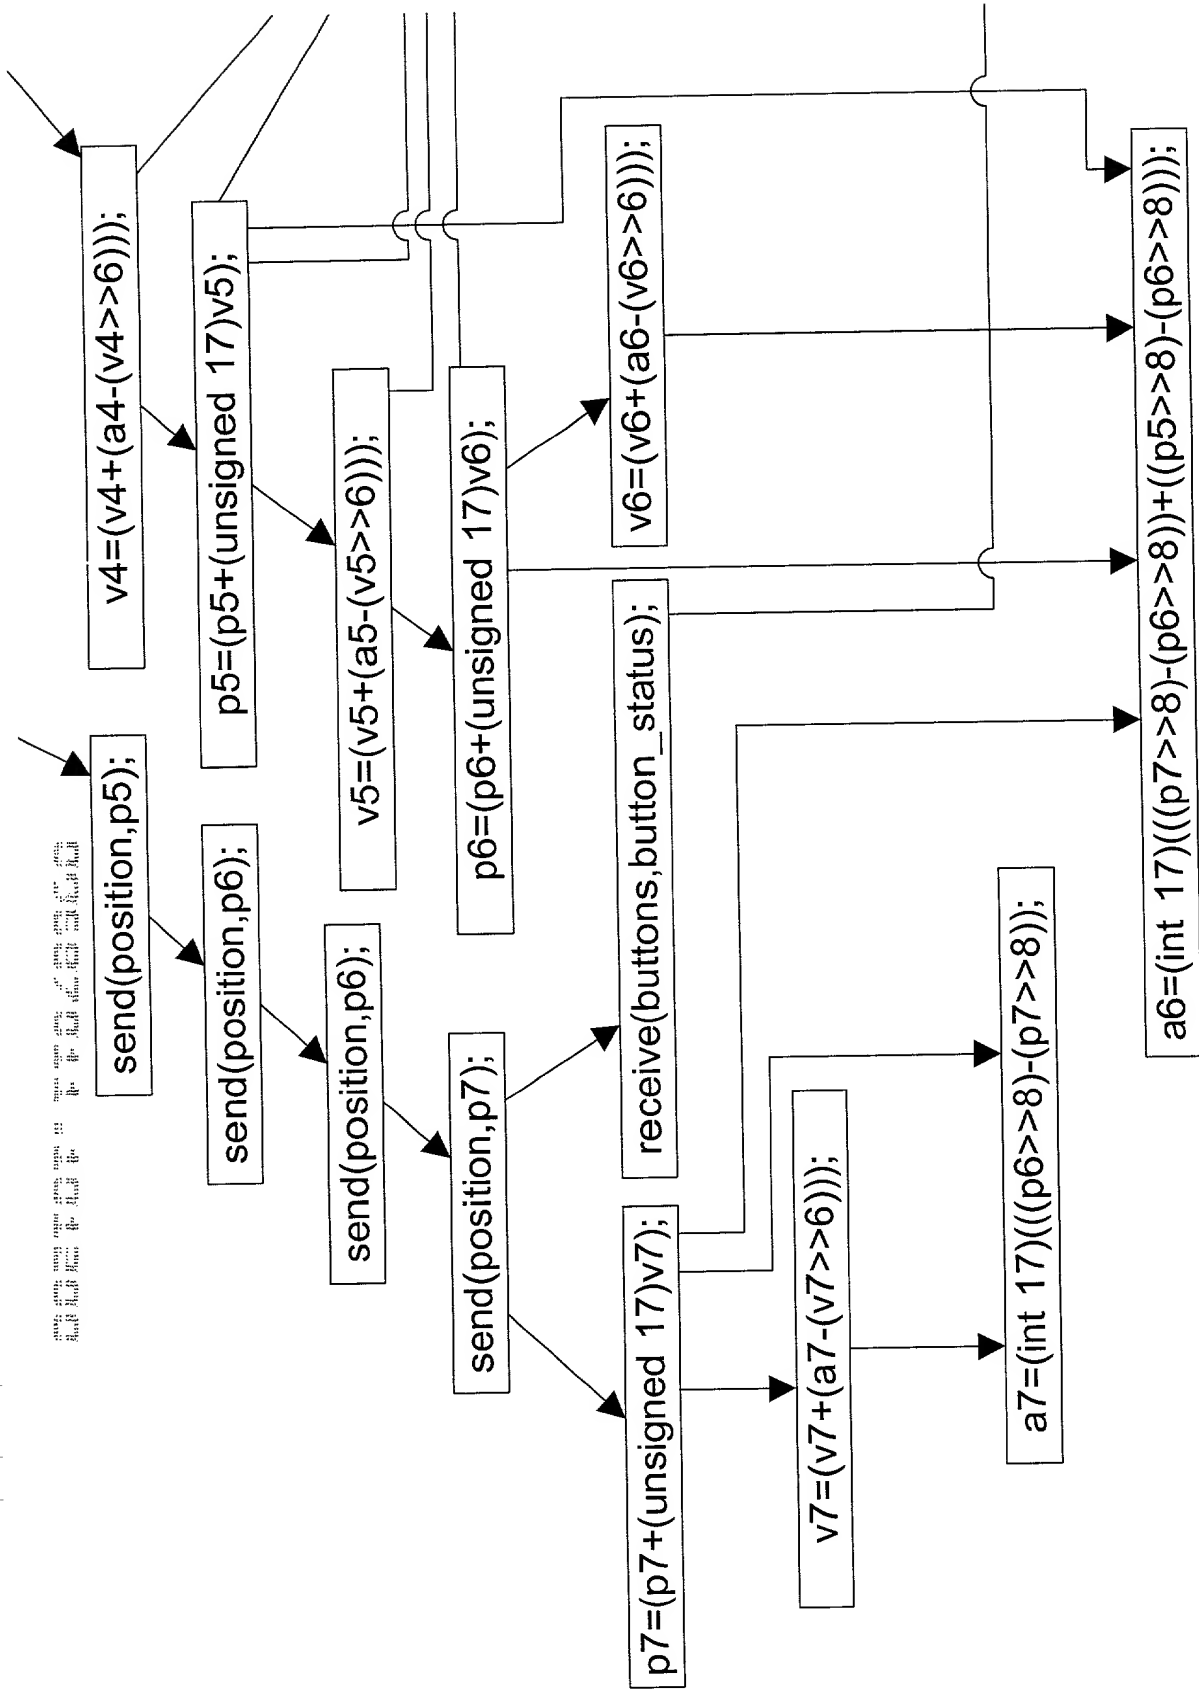 v4=(v4+(a4-(v4>>6)));
send(position,p5);
p5=(p5+(unsigned 17)v5);
send(position,p6);
v5=(v5+(a5-(v5>>6)));
send(position,p6);
p6=(p6+(unsigned 17)v6);
send(position,p7);
v6=(v6+(a6-(v6>>6)));
receive(buttons,button_status);
p7=(p7+(unsigned 17)v7);
v7=(v7+(a7-(v7>>6)));
a7=(int 17)(((p6>>8)-(p7>>8));
a6=(int 17)(((p7>>8)-(p6>>8))+((p5>>8)-(p6>>8)));